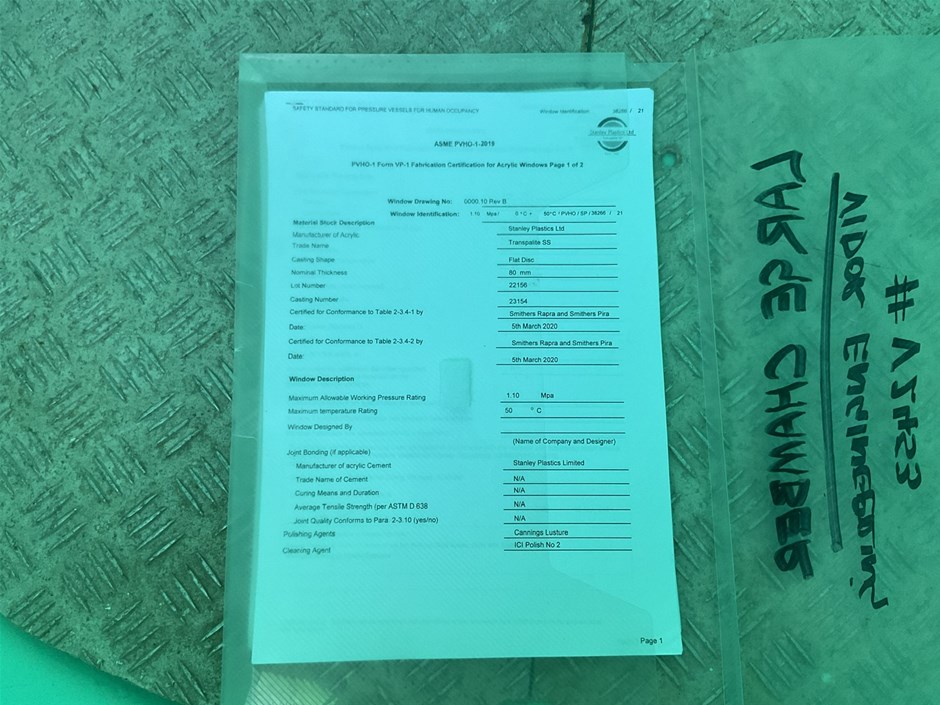 SAFETY STANDARD FOR PRESSURE VESSELS FOR HUMAN OCCUPANCY
Window Identification 38266 / 21
Stanley Plastics Ltd
ASME PVHO-1-2019
PVHO-1 Form VP-1 Fabrication Certification for Acrylic Windows Page 1 of 2
Window Drawing No: 0000.10 Rev B
Window Identification: 1.10 Mpa/ 0 °C + 50°C / PVHO / SP / 38266 / 21
Material Stock Description
Manufacturer of Acrylic. Stanley Plastics Ltd
Trade Name Transpalite SS
Casting Shape Flat Disc
Nominal Thickness 80 mm
Lot Number 22156
Casting Number 23154
Certified for Conformance to Table 2-3.4-1 by Smithers Rapra and Smithers Pira
Date: 5th March 2020
Certified for Conformance to Table 2-3.4-2 by Smithers Rapra and Smithers Pira
Date: 5th March 2020
Window Description
Maximum Allowable Working Pressure Rating 1.10 Mpa
Maximum temperature Rating 50 ° C
Window Designed By
(Name of Company and Designer)
Joint Bonding (if applicable)
Manufacturer of acrylic Cement Stanley Plastics Limited
Trade Name of Cement N/A
Curing Means and Duration N/A
Average Tensile Strength (per ASTM D 638 N/A
Joint Quality Conforms to Para 2-3.10 (yes/no) N/A
Polishing Agents Cannings Lusture
Cleaning Agent ICI Polish No 2
Page 1
CHAMBER